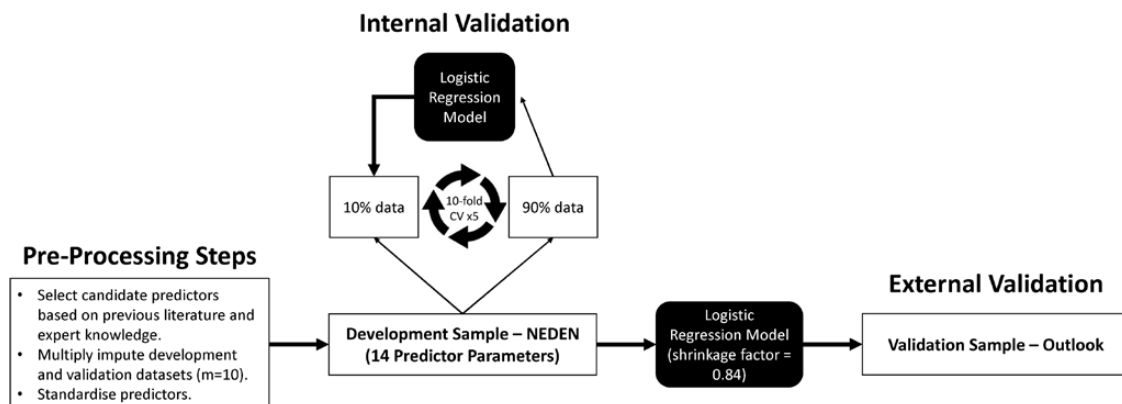 Internal Validation
Logistic
Regression
Model
10% data
10-fold
CV x5
90% data
Pre-Processing Steps
• Select candidate predictors
based on previous literature and
expert knowledge.
• Multiply impute development
and validation datasets (m=10).
• Standardise predictors.
Development Sample – NEDEN
(14 Predictor Parameters)
Logistic
Regression Model
(shrinkage factor =
0.84)
External Validation
Validation Sample – Outlook